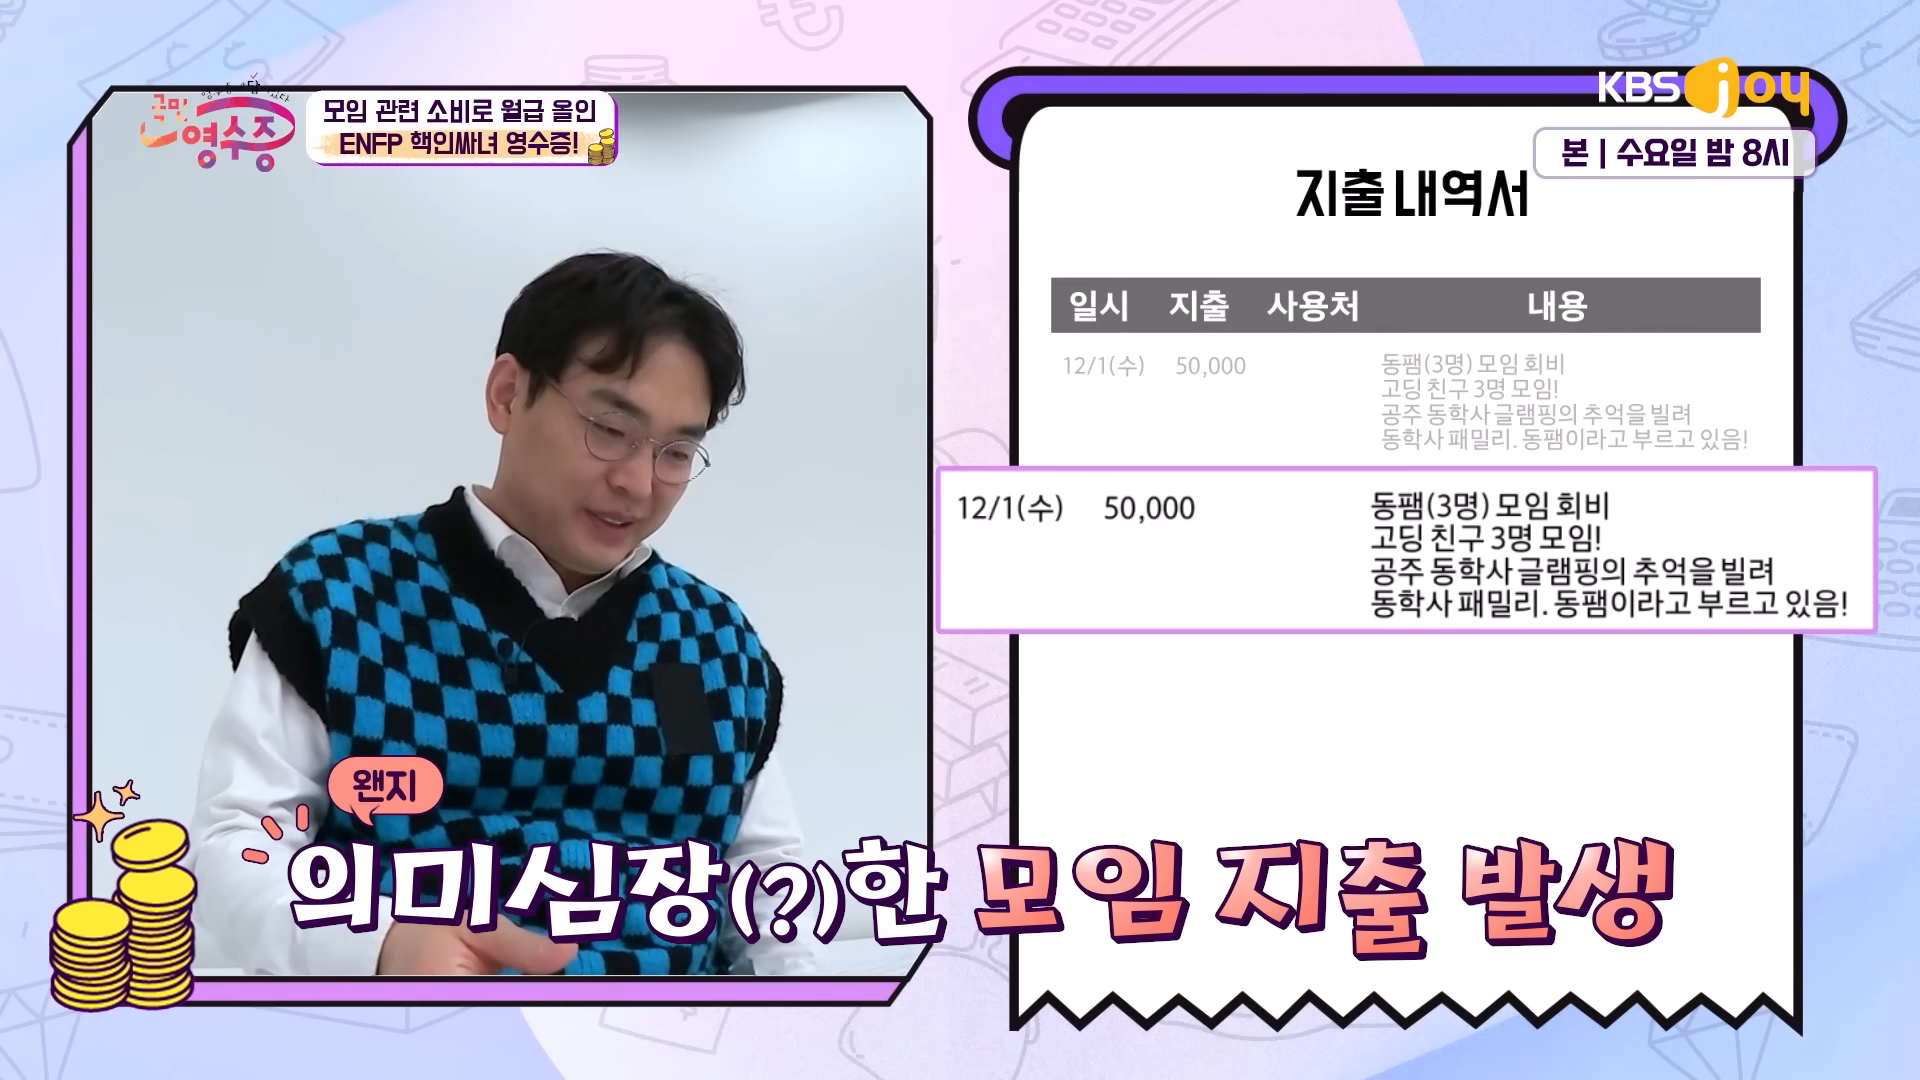 국민
영수증
모임 관련 소비로 월급 올인
ENFP 핵인싸녀 영수증!
KBS joy
본 | 수요일 밤 8시
지출 내역서
일시 지출 사용처 내용
12/1(수) 50,000 동팸(3명) 모임 회비
고딩 친구 3명 모임!
공주 동학사 글램핑의 추억을 빌려
동학사 패밀리. 동팸이라고 부르고 있음!
12/1(수) 50,000 동팸(3명) 모임 회비
고딩 친구 3명 모임!
공주 동학사 글램핑의 추억을 빌려
동학사 패밀리. 동팸이라고 부르고 있음!
왠지
의미심장(?)한 모임 지출 발생